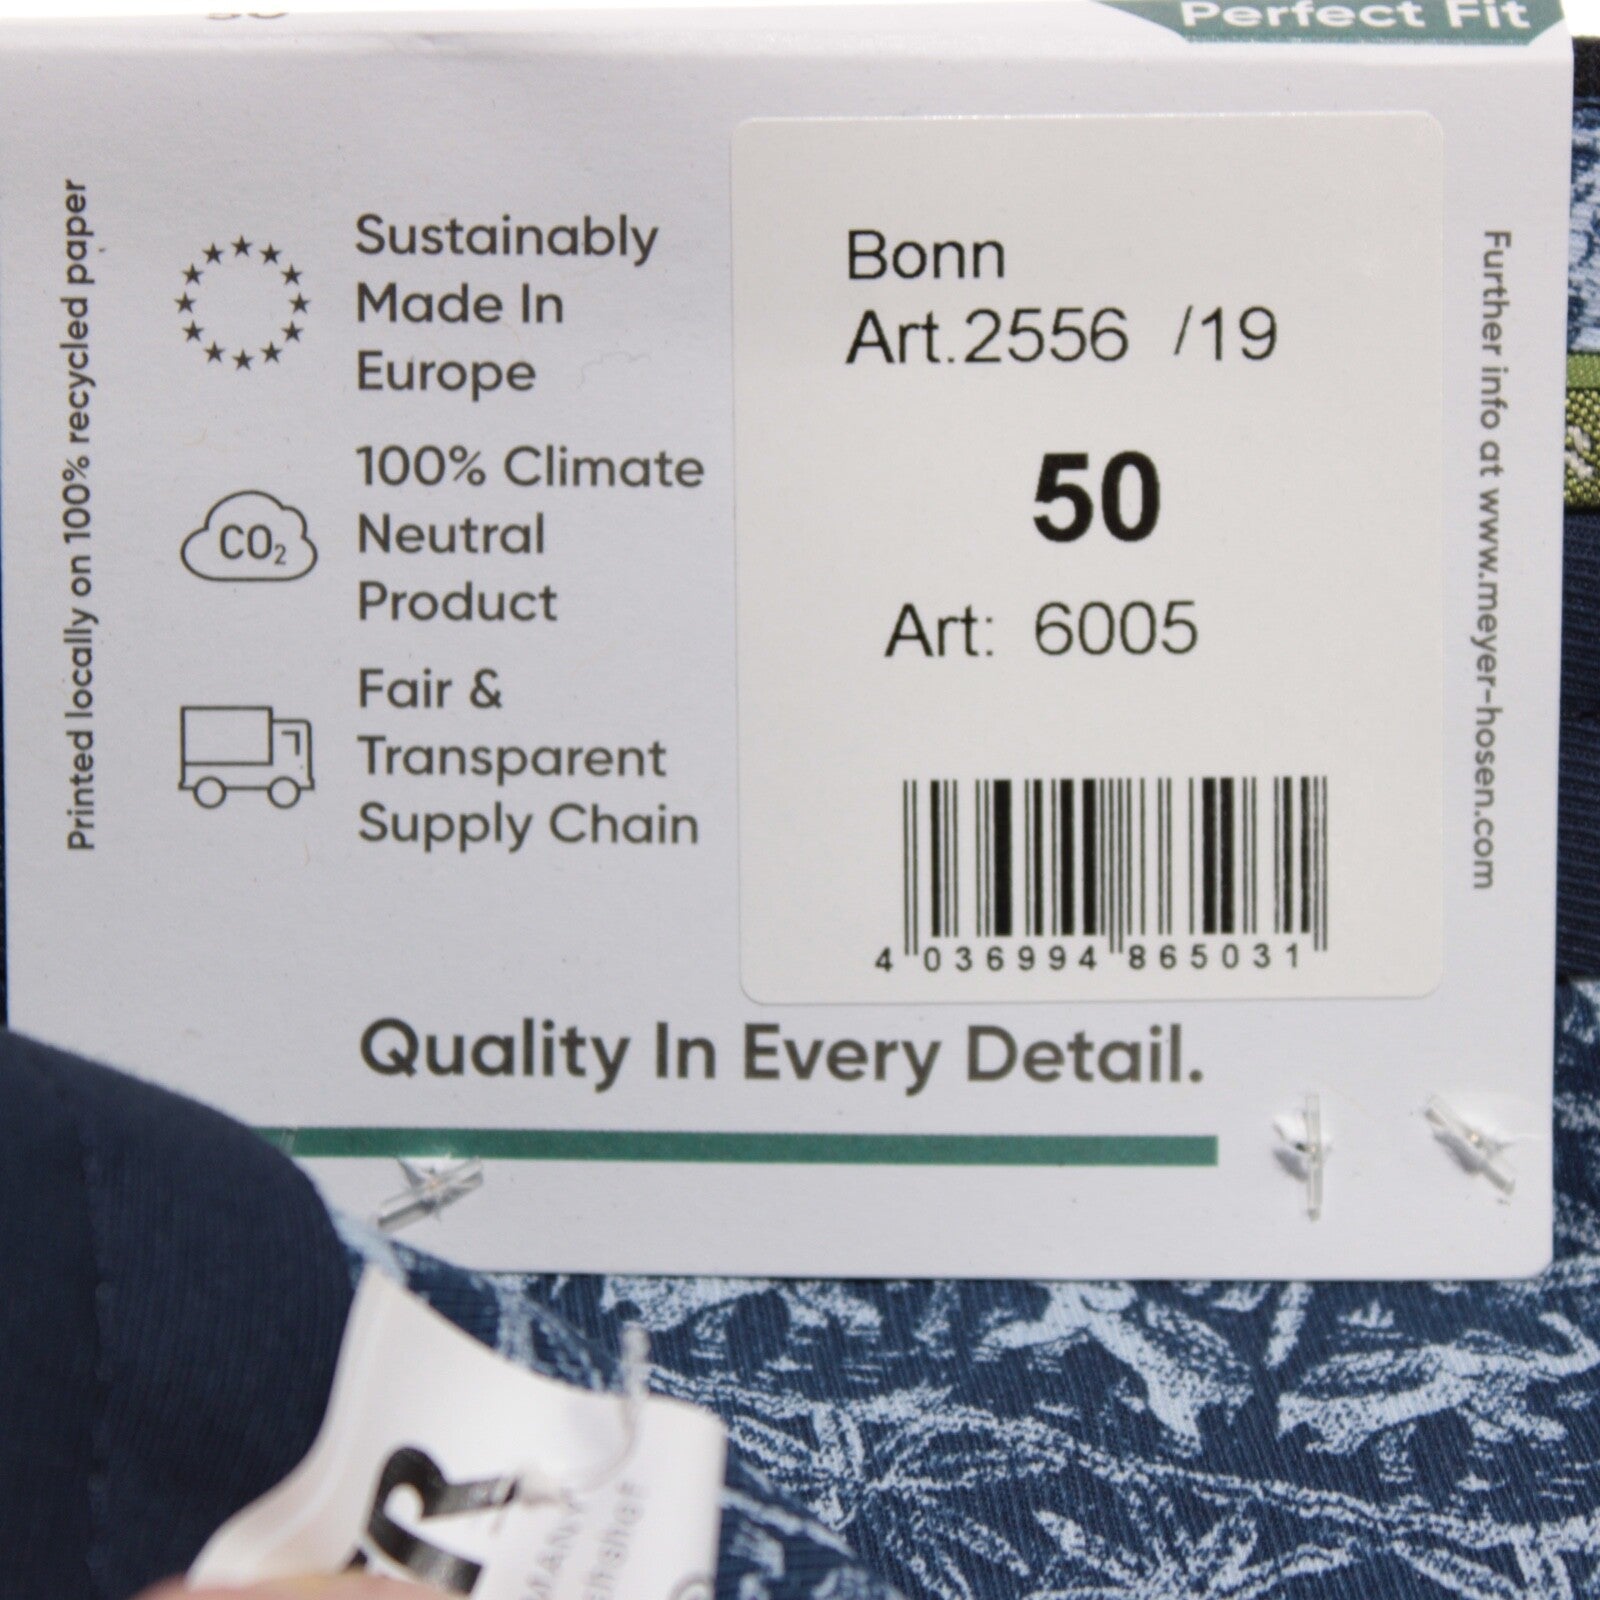 Perfect Fit
Printed locally on 100% recycled paper
Sustainably
Made In
Europe
100% Climate
Neutral
Product
CO2
Fair &
Transparent
Supply Chain
Bonn
Art.2556 /19
50
Art: 6005
4 036994 865031
Further info at www.meyer-hosen.com
Quality In Every Detail.